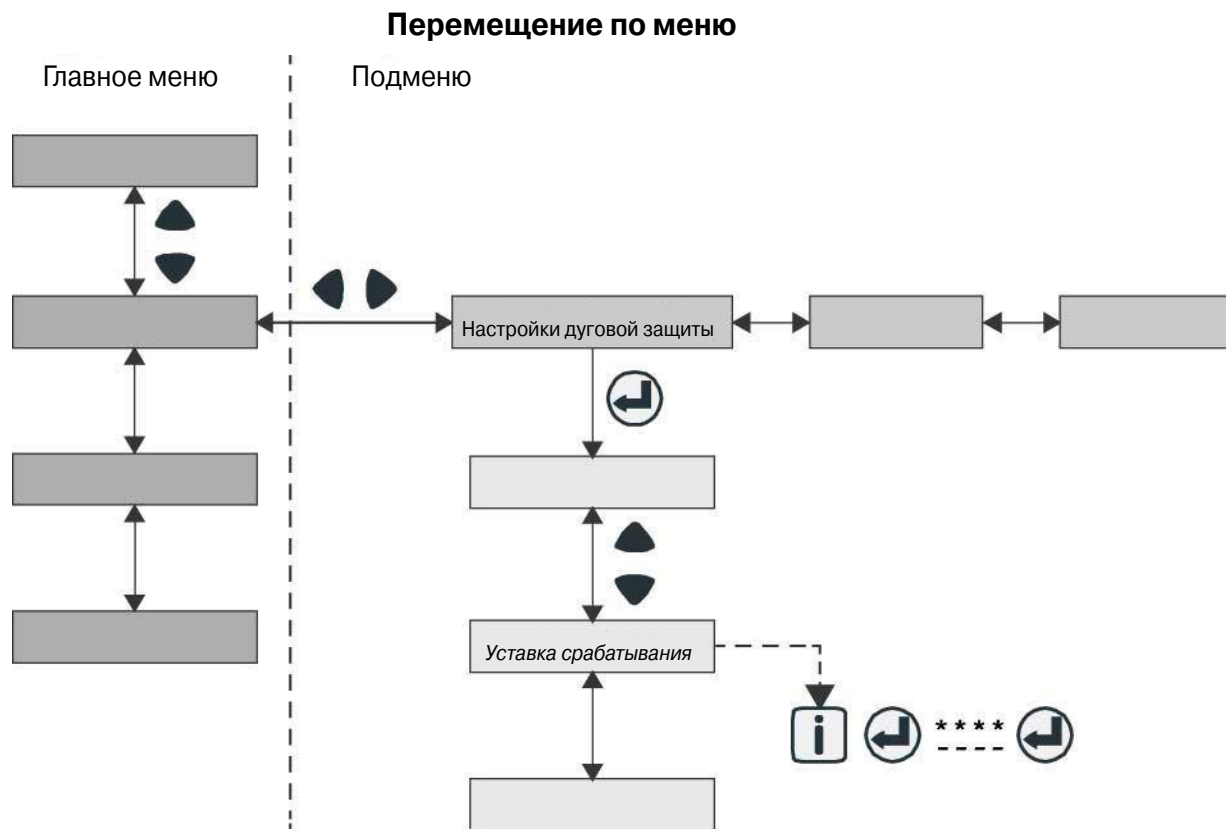 Перемещение по меню
Главное меню
Подменю
Настройки дуговой защиты
Уставка срабатывания
i
* * * *